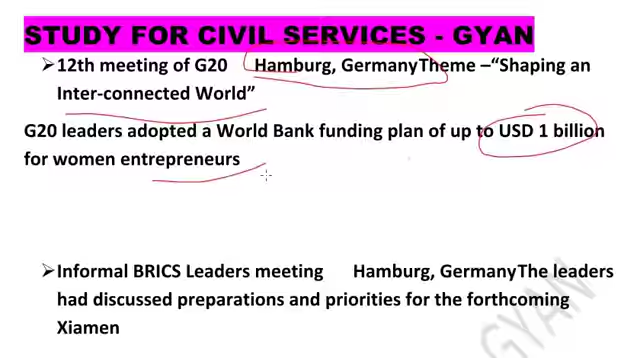 STUDY FOR CIVIL SERVICES - GYAN
➢12th meeting of G20 Hamburg, GermanyTheme –“Shaping an
Inter-connected World”
G20 leaders adopted a World Bank funding plan of up to USD 1 billion
for women entrepreneurs
➢Informal BRICS Leaders meeting Hamburg, GermanyThe leaders
had discussed preparations and priorities for the forthcoming
Xiamen
GYAN